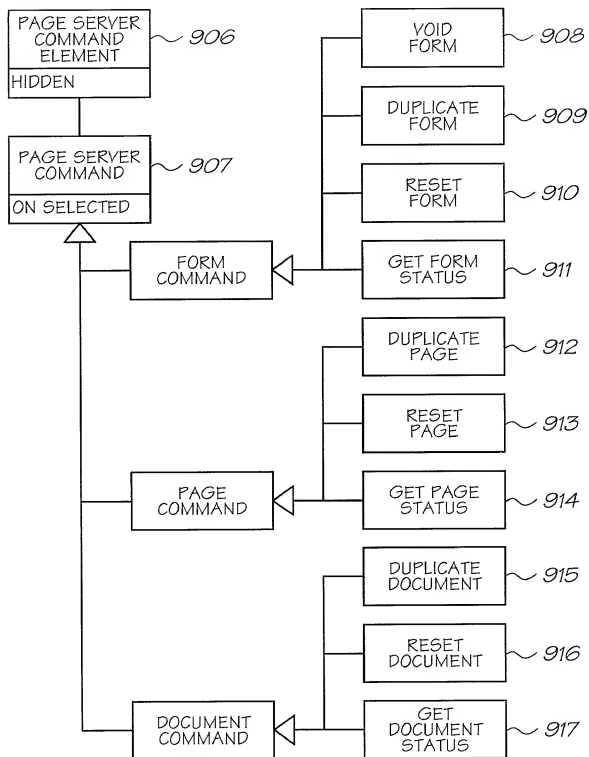 PAGE SERVER
COMMAND
ELEMENT
906
HIDDEN
PAGE SERVER
COMMAND
907
ON SELECTED
VOID
FORM
908
DUPLICATE
FORM
909
RESET
FORM
910
FORM
COMMAND
GET FORM
STATUS
911
DUPLICATE
PAGE
912
RESET
PAGE
913
PAGE
COMMAND
GET PAGE
STATUS
914
DUPLICATE
DOCUMENT
915
RESET
DOCUMENT
916
DOCUMENT
COMMAND
GET
DOCUMENT
STATUS
917